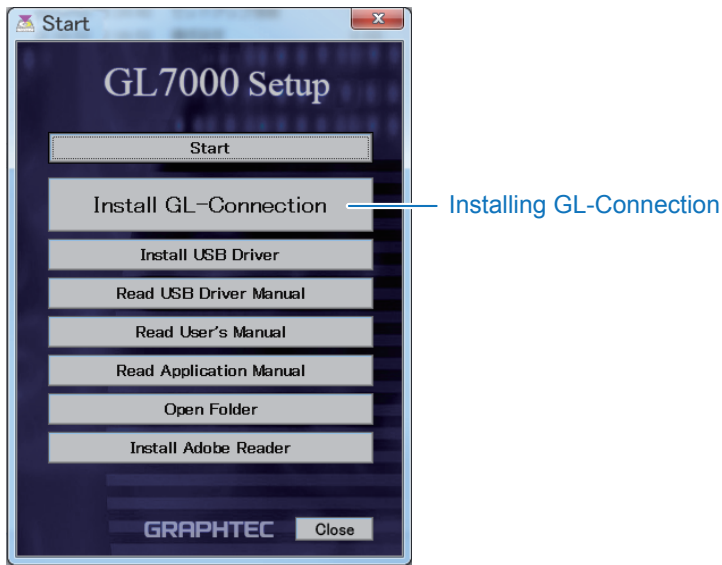 Start
GL7000 Setup
Start
Install GL-Connection
Installing GL-Connection
Install USB Driver
Read USB Driver Manual
Read User's Manual
Read Application Manual
Open Folder
Install Adobe Reader
GRAPHTEC
Close